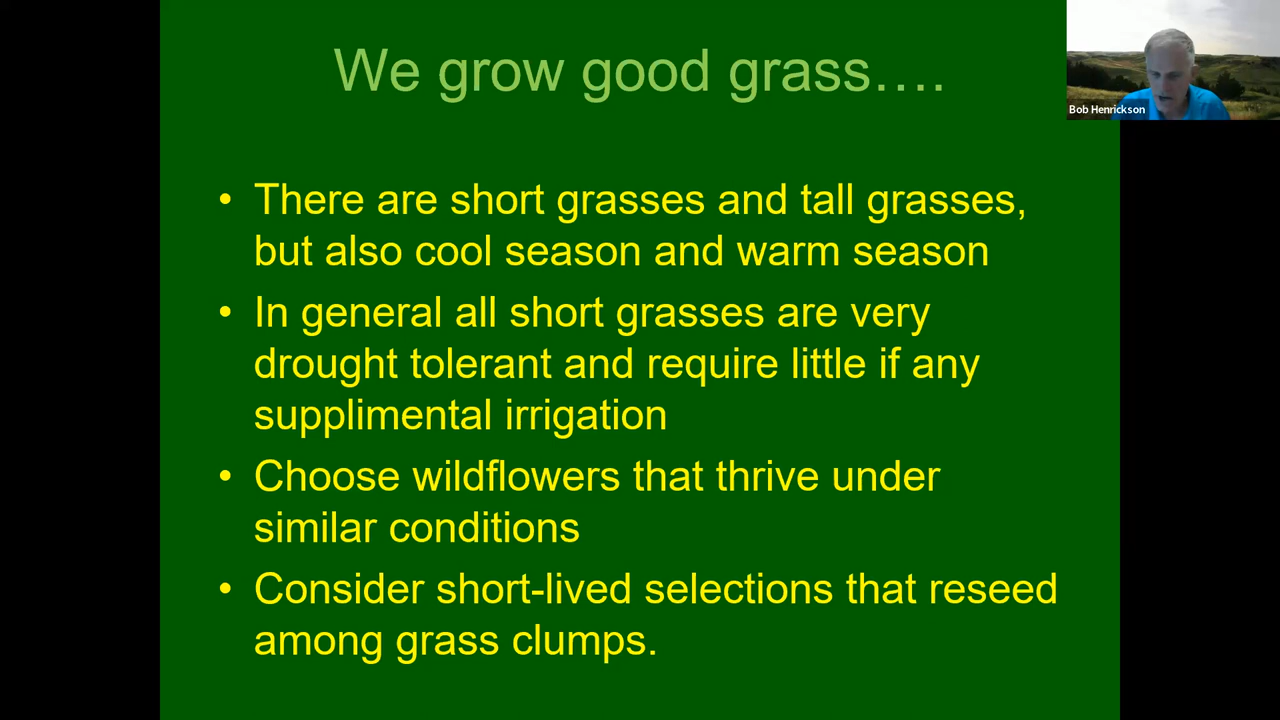 We grow good grass….
Bob Henrickson
• There are short grasses and tall grasses,
but also cool season and warm season
• In general all short grasses are very
drought tolerant and require little if any
supplimental irrigation
• Choose wildflowers that thrive under
similar conditions
• Consider short-lived selections that reseed
among grass clumps.